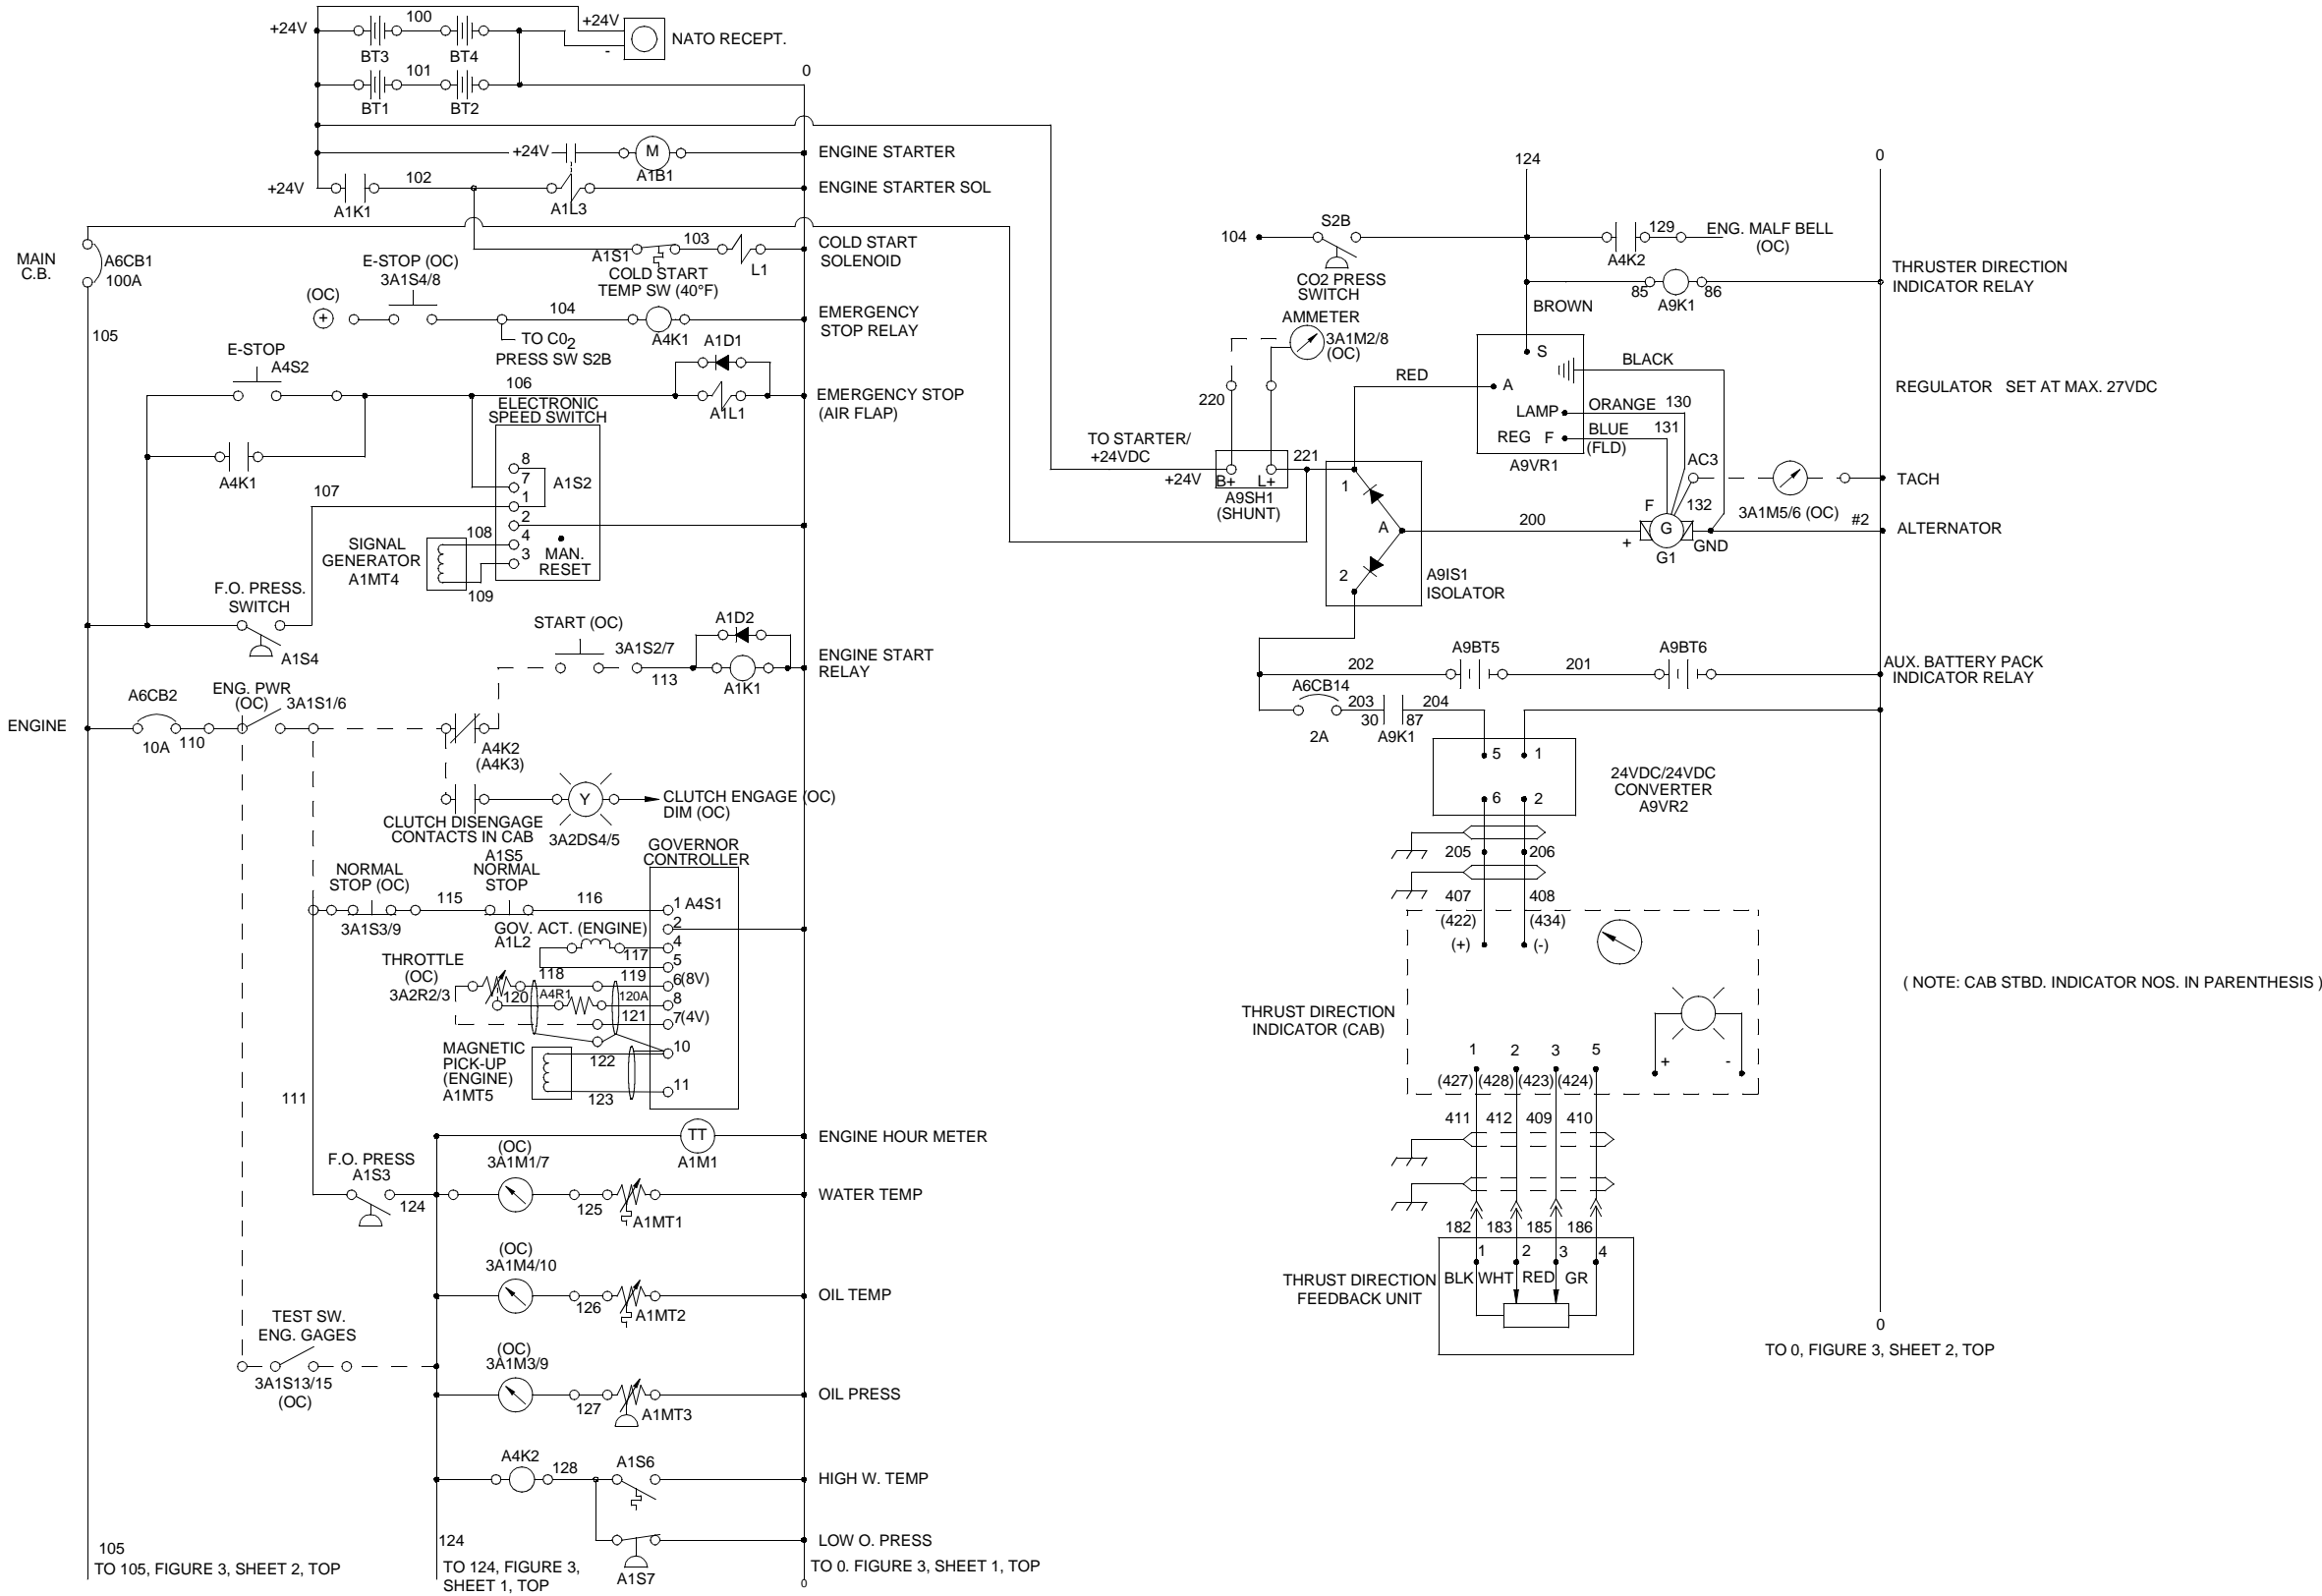 +24V
100
+24V
-
NATO RECEPT.
BT3
BT4
101
BT1
BT2
0
+24V
M
A1B1
ENGINE STARTER
+24V
102
A1K1
A1L3
ENGINE STARTER SOL
MAIN
C.B.
A6CB1
100A
A1S1
103
L1
COLD START
TEMP SW (40°F)
COLD START
SOLENOID
E-STOP (OC)
3A1S4/8
(OC)
+
104
TO C02
PRESS SW S2B
A4K1
EMERGENCY
STOP RELAY
105
E-STOP
A4S2
106
A1D1
A1L1
EMERGENCY STOP
(AIR FLAP)
ELECTRONIC
SPEED SWITCH
A4K1
8
7
1
2
4
3
A1S2
MAN.
RESET
107
108
SIGNAL
GENERATOR
A1MT4
109
F.O. PRESS.
SWITCH
A1S4
START (OC)
3A1S2/7
113
A1D2
A1K1
ENGINE START
RELAY
ENGINE
A6CB2
10A
110
ENG. PWR
(OC)
3A1S1/6
A4K2
(A4K3)
Y
CLUTCH ENGAGE (OC)
DIM (OC)
CLUTCH DISENGAGE
CONTACTS IN CAB
3A2DS4/5
GOVERNOR
CONTROLLER
NORMAL
STOP (OC)
3A1S3/9
115
A1S5
NORMAL
STOP
116
1
A4S1
2
GOV. ACT. (ENGINE)
A1L2
117
4
5
THROTTLE
(OC)
3A2R2/3
118
119
6(8V)
120
A4R1
120A
8
121
7(4V)
122
10
MAGNETIC
PICK-UP
(ENGINE)
A1MT5
123
11
111
TT
A1M1
ENGINE HOUR METER
F.O. PRESS
A1S3
124
(OC)
3A1M1/7
125
A1MT1
WATER TEMP
(OC)
3A1M4/10
126
A1MT2
OIL TEMP
TEST SW.
ENG. GAGES
3A1S13/15
(OC)
(OC)
3A1M3/9
127
A1MT3
OIL PRESS
A4K2
128
A1S6
HIGH W. TEMP
A1S7
LOW O. PRESS
105
TO 105, FIGURE 3, SHEET 2, TOP
124
TO 124, FIGURE 3,
SHEET 1, TOP
TO 0. FIGURE 3, SHEET 1, TOP
0
124
0
104
S2B
CO2 PRESS
SWITCH
A4K2
129
ENG. MALF BELL
(OC)
85
A9K1
86
THRUSTER DIRECTION
INDICATOR RELAY
BROWN
AMMETER
3A1M2/8
(OC)
220
RED
S
A
LAMP
REG F
A9VR1
BLACK
ORANGE
130
BLUE
(FLD)
131
REGULATOR SET AT MAX. 27VDC
TO STARTER/
+24VDC
+24V
B+
L+
A9SH1
(SHUNT)
221
1
A
2
A9IS1
ISOLATOR
200
AC3
132
3A1M5/6 (OC)
TACH
F
G
+
G1
GND
#2
ALTERNATOR
202
A9BT5
201
A9BT6
AUX. BATTERY PACK
INDICATOR RELAY
A6CB14
2A
203
30
A9K1
204
87
5
1
6
2
24VDC/24VDC
CONVERTER
A9VR2
205
206
407
408
(422)
(434)
(+)
(-)
THRUST DIRECTION
INDICATOR (CAB)
+
-
( NOTE: CAB STBD. INDICATOR NOS. IN PARENTHESIS )
1
2
3
5
(427)
(428)
(423)
(424)
411
412
409
410
182
183
185
186
1
2
3
4
THRUST DIRECTION
FEEDBACK UNIT
BLK
WHT
RED
GR
0
TO 0, FIGURE 3, SHEET 2, TOP